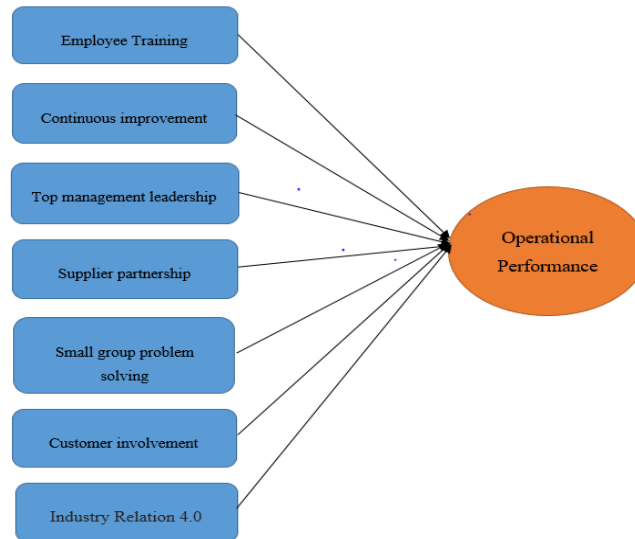 Employee Training
Continuous improvement
Top management leadership
Supplier partnership
Small group problem
solving
Customer involvement
Industry Relation 4.0
Operational
Performance